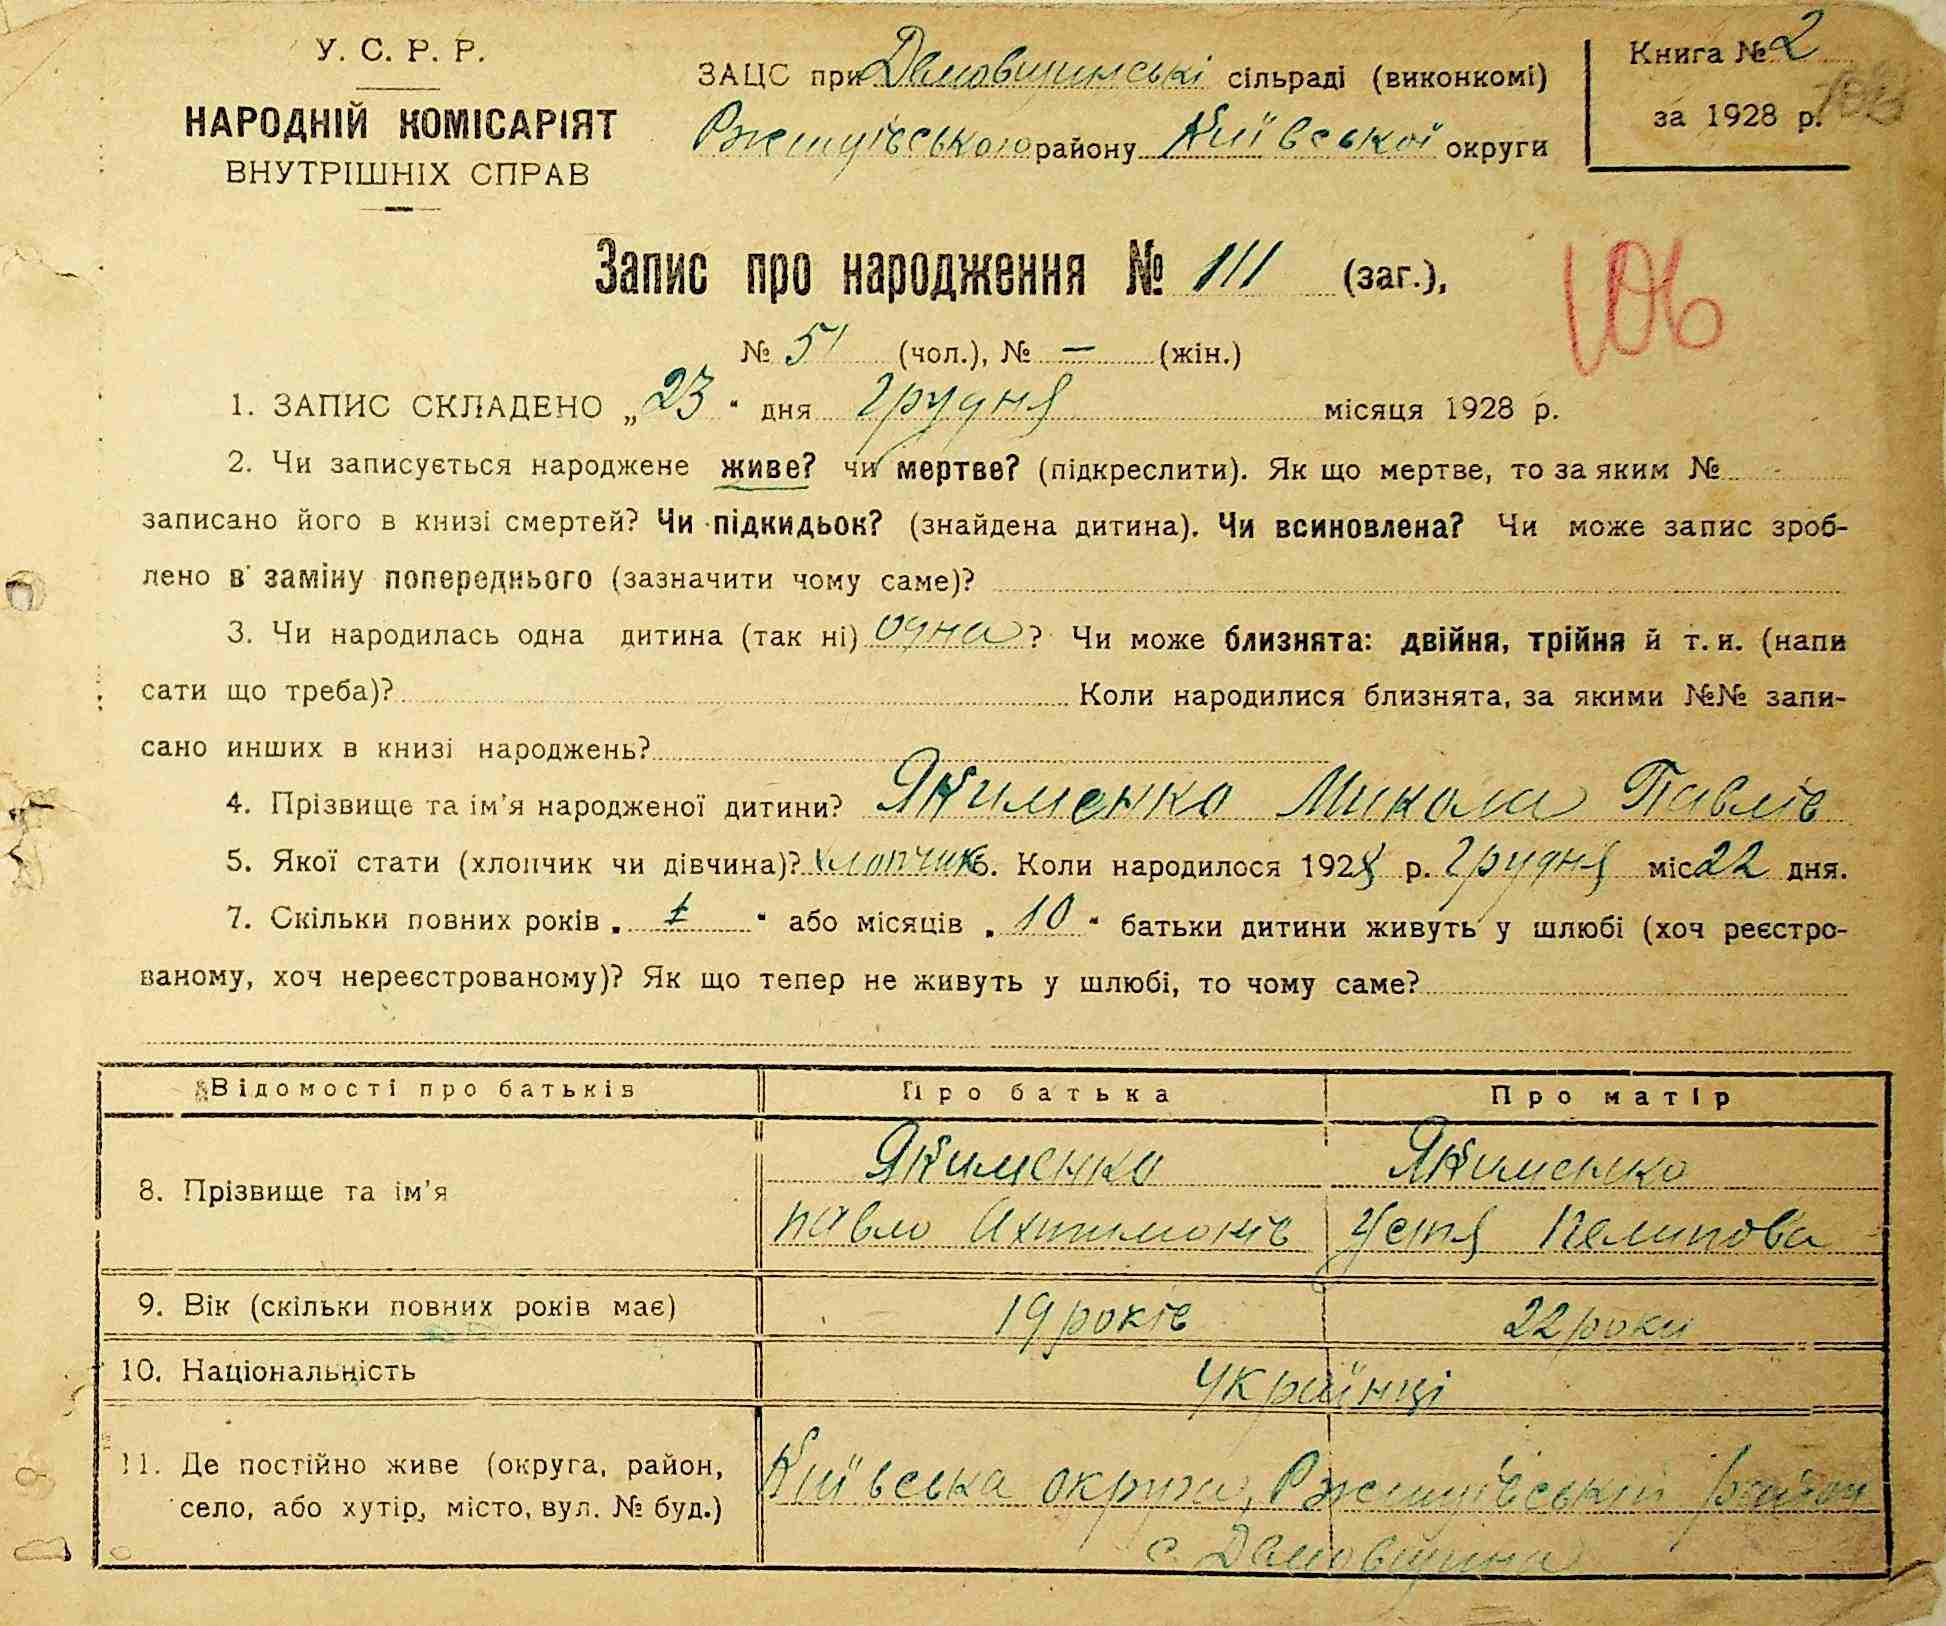 У. С. Р. Р.
НАРОДНІЙ КОМІСАРІЯТ
ВНУТРІШНІХ СПРАВ
ЗАЦС при Демовщинські сільраді (виконкомі)
Ржищівського району Київської округи
Книга № 2
за 1928 р.
106
Запис про народження № 111 (заг.),
№ 51 (чол.), № — (жін.)
1. ЗАПИС СКЛАДЕНО „23“ дня грудня місяця 1928 р.
2. Чи записується народжене живе? чи мертве? (підкреслити). Як що мертве, то за яким №
записано його в книзі смертей? Чи підкидьок? (знайдена дитина). Чи всиновлена? Чи може запис зроб-
лено в заміну попереднього (зазначити чому саме)?
3. Чи народилась одна дитина (так ні) одна? Чи може близнята: двійня, трійня й т. и. (напи
сати що треба)? Коли народилися близнята, за якими №№ запи-
сано инших в книзі народжень?
4. Прізвище та ім'я народженої дитини? Якименко Микола Павлів
5. Якої стати (хлопчик чи дівчина)? хлопчик 6. Коли народилося 1928 р. грудня міс 22 дня.
7. Скільки повних років „1“ або місяців „10“ батьки дитини живуть у шлюбі (хоч реєстро-
ваному, хоч нереєстрованому)? Як що тепер не живуть у шлюбі, то чому саме?
Відомості про батьків Про батька Про матір
8. Прізвище та ім'я Якименко Якименко
Павло Устя
9. Вік (скільки повних років має) 19 років 22 роки
10. Національність Українці
11. Де постійно живе (округа, район,
село, або хутір, місто, вул. № буд.)
Київська округа, Ржищівський район
с. Демовщина